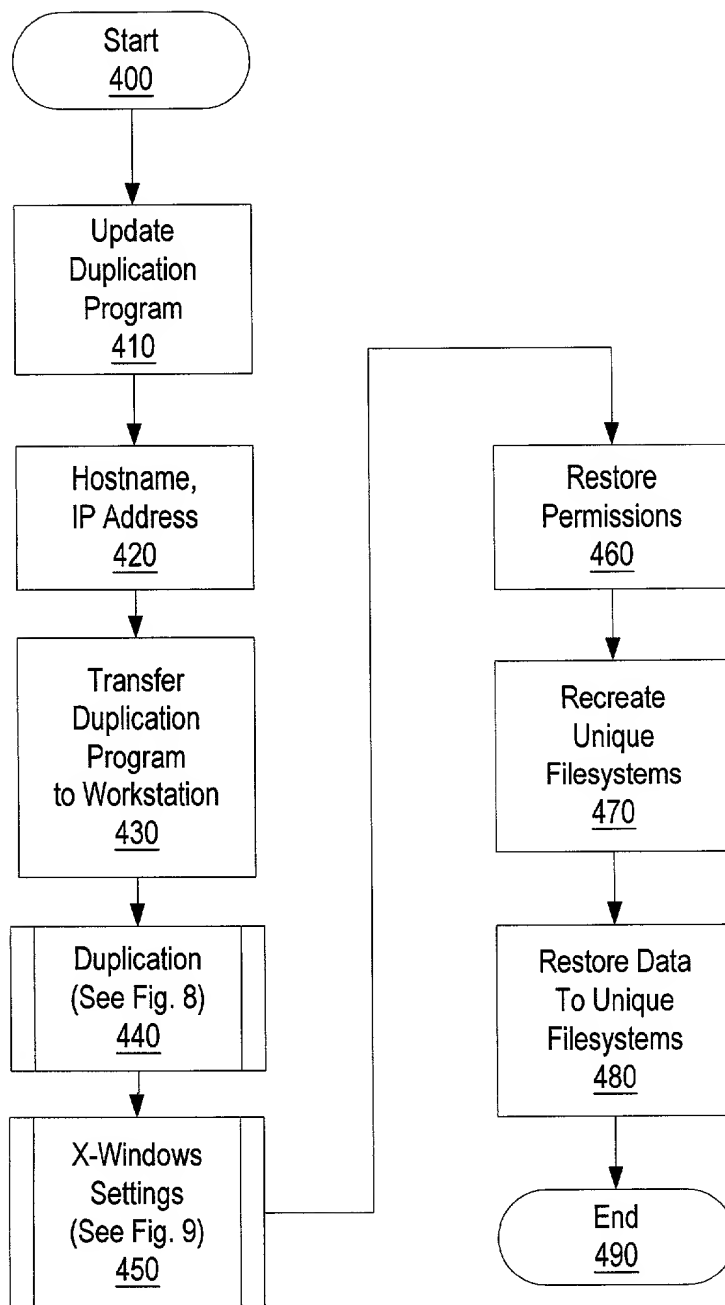 Start
400
Update
Duplication
Program
410
Hostname,
IP Address
420
Transfer
Duplication
Program
to Workstation
430
Duplication
(See Fig. 8)
440
X-Windows
Settings
(See Fig. 9)
450
Restore
Permissions
460
Recreate
Unique
Filesystems
470
Restore Data
To Unique
Filesystems
480
End
490